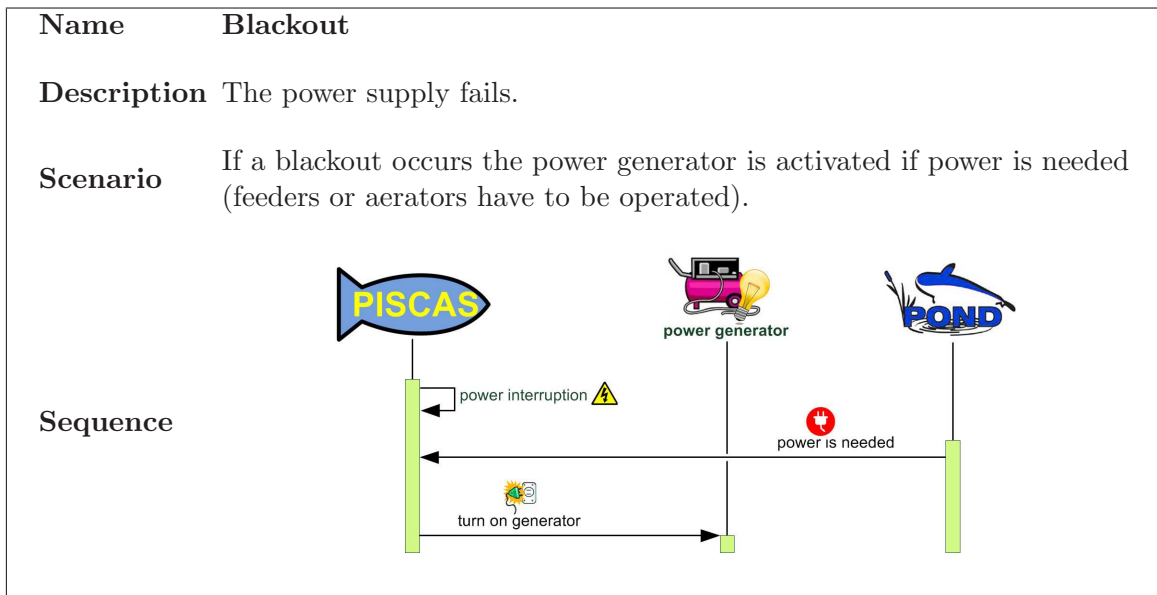 Name Blackout
Description The power supply fails.
Scenario If a blackout occurs the power generator is activated if power is needed
(feeders or aerators have to be operated).
PISCAS
POND
power generator
power interruption
Sequence
power is needed
turn on generator